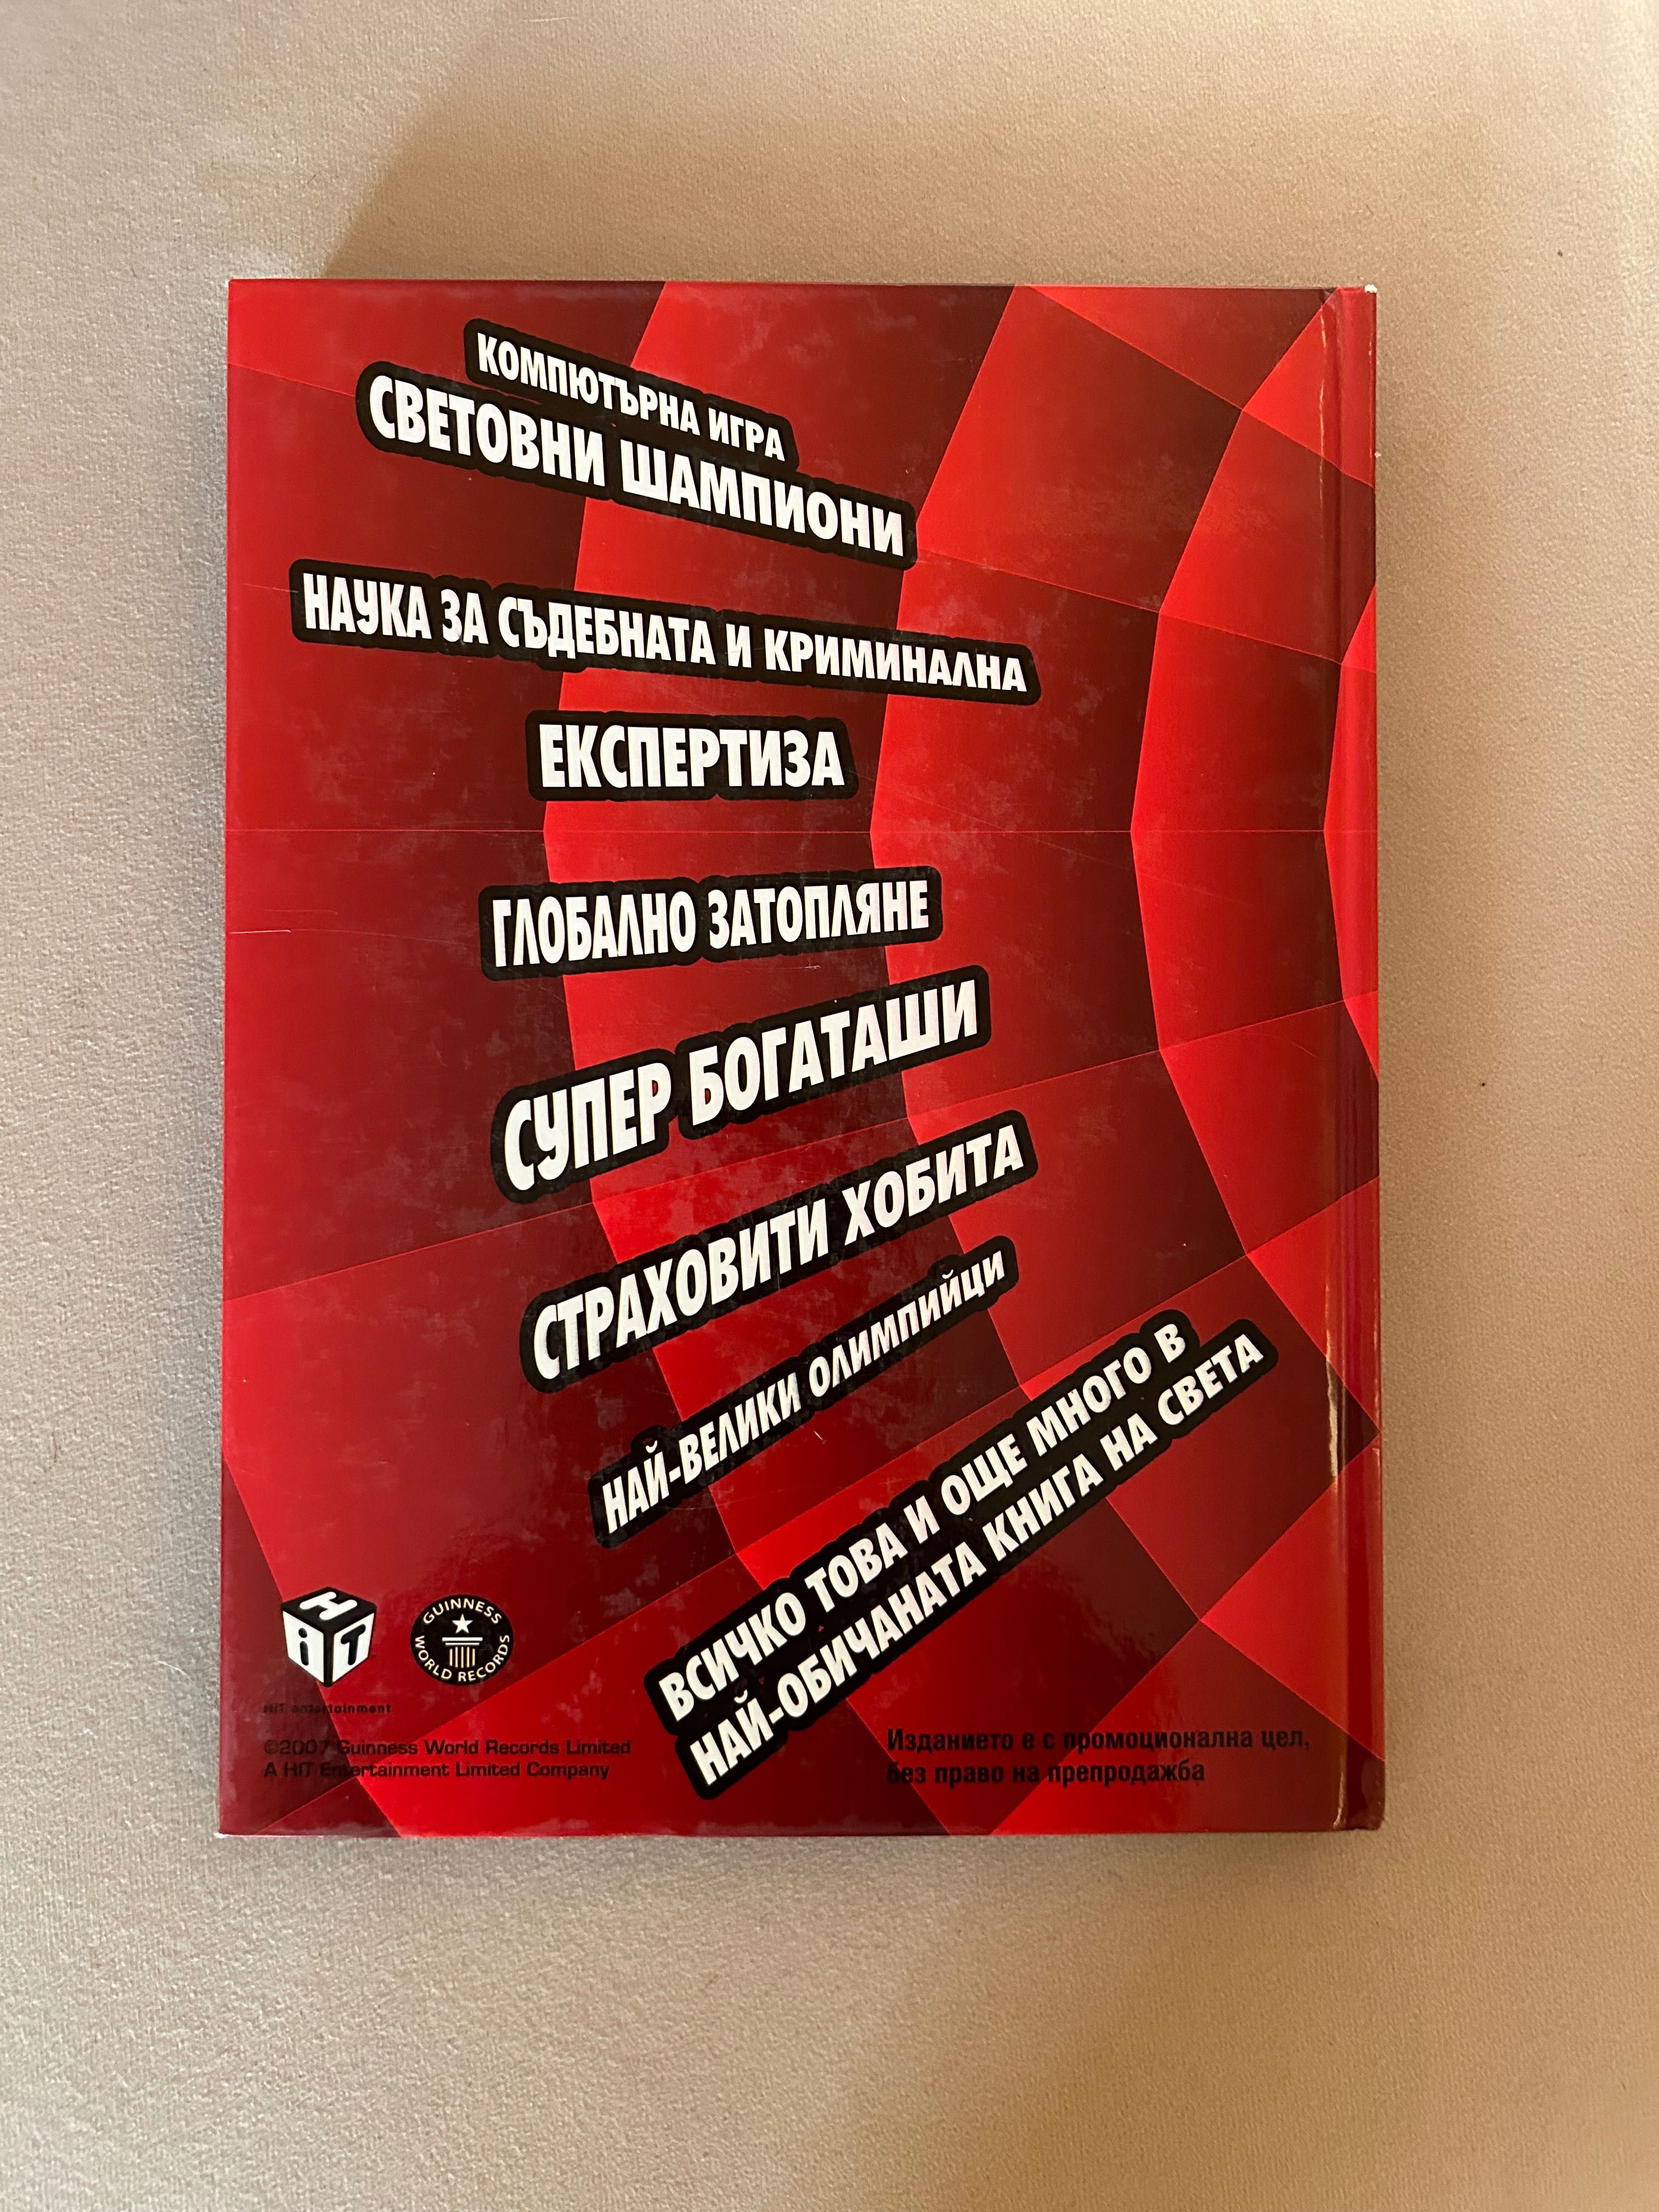 КОМПЮТЪРНА ИГРА
СВЕТОВНИ ШАМПИОНИ
НАУКА ЗА СЪДЕБНАТА И КРИМИНАЛНА
ЕКСПЕРТИЗА
ГЛОБАЛНО ЗАТОПЛЯНЕ
СУПЕР БОГАТАШИ
СТРАХОВИТИ ХОБИТА
НАЙ-ВЕЛИКИ ОЛИМПИЙЦИ
ВСИЧКО ТОВА И ОЩЕ МНОГО В
НАЙ-ОБИЧАНАТА КНИГА НА СВЕТА
HiT
HiT entertainment
GUINNESS
WORLD RECORDS
©2007 Guinness World Records Limited
A HIT Entertainment Limited Company
Изданието е с промоционална цел,
без право на препродажба